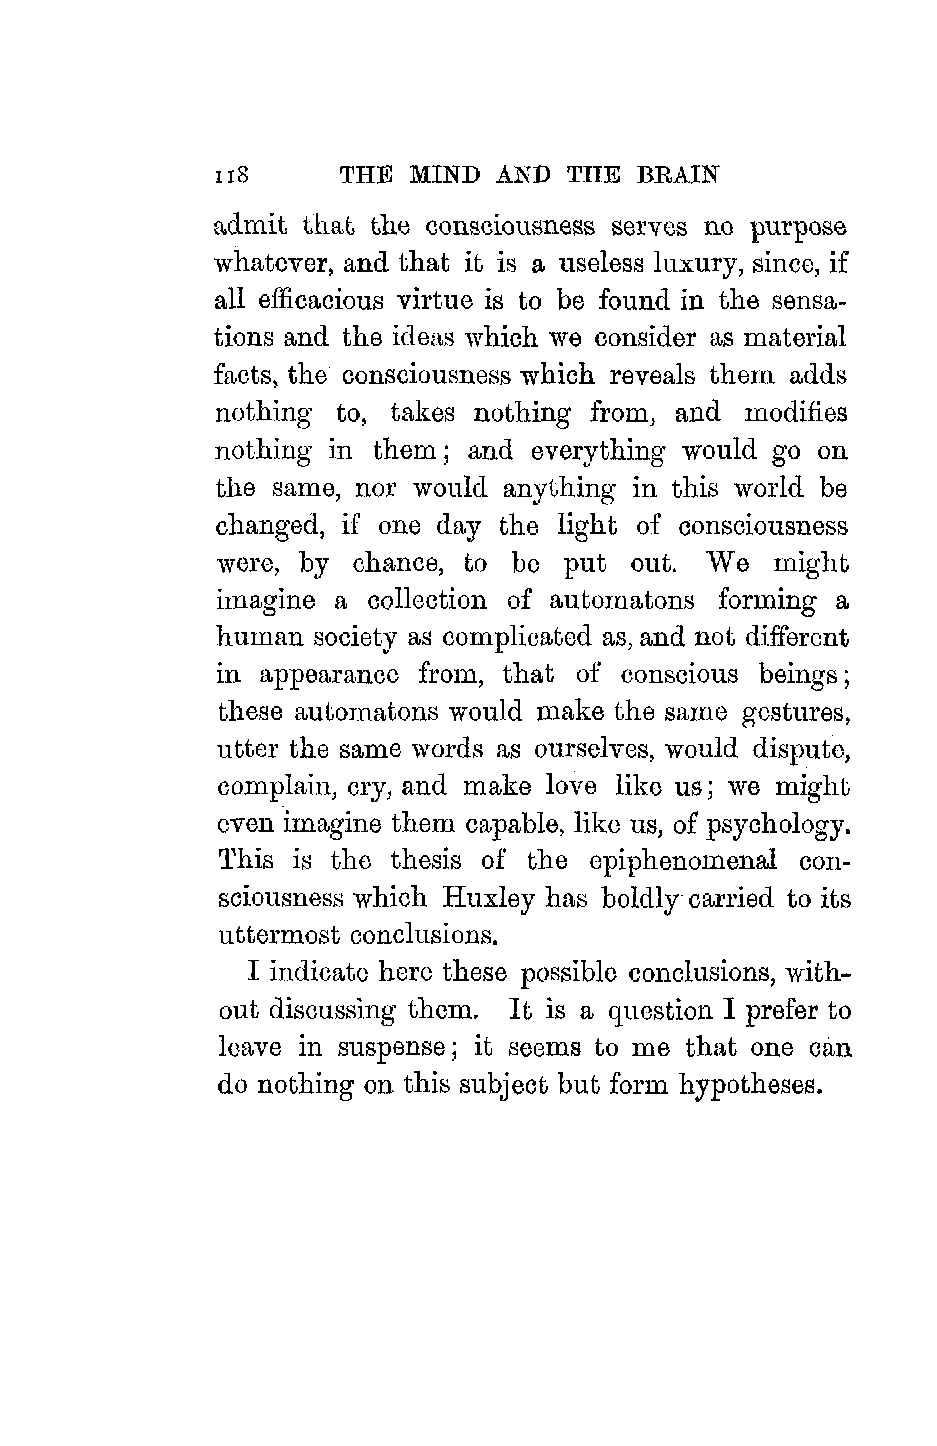 118 THE MIND AND THE BRAIN
admit that the consciousness serves no purpose
whatever, and that it is a useless luxury, since, if
all efficacious virtue is to be found in the sensa-
tions and the ideas which we consider as material
facts, the consciousness which reveals them adds
nothing to, takes nothing from, and modifies
nothing in them; and everything would go on
the same, nor would anything in this world be
changed, if one day the light of consciousness
were, by chance, to be put out. We might
imagine a collection of automatons forming a
human society as complicated as, and not different
in appearance from, that of conscious beings;
these automatons would make the same gestures,
utter the same words as ourselves, would dispute,
complain, cry, and make love like us; we might
even imagine them capable, like us, of psychology.
This is the thesis of the epiphenomenal con-
sciousness which Huxley has boldly carried to its
uttermost conclusions.
I indicate here these possible conclusions, with-
out discussing them. It is a question I prefer to
leave in suspense; it seems to me that one can
do nothing on this subject but form hypotheses.